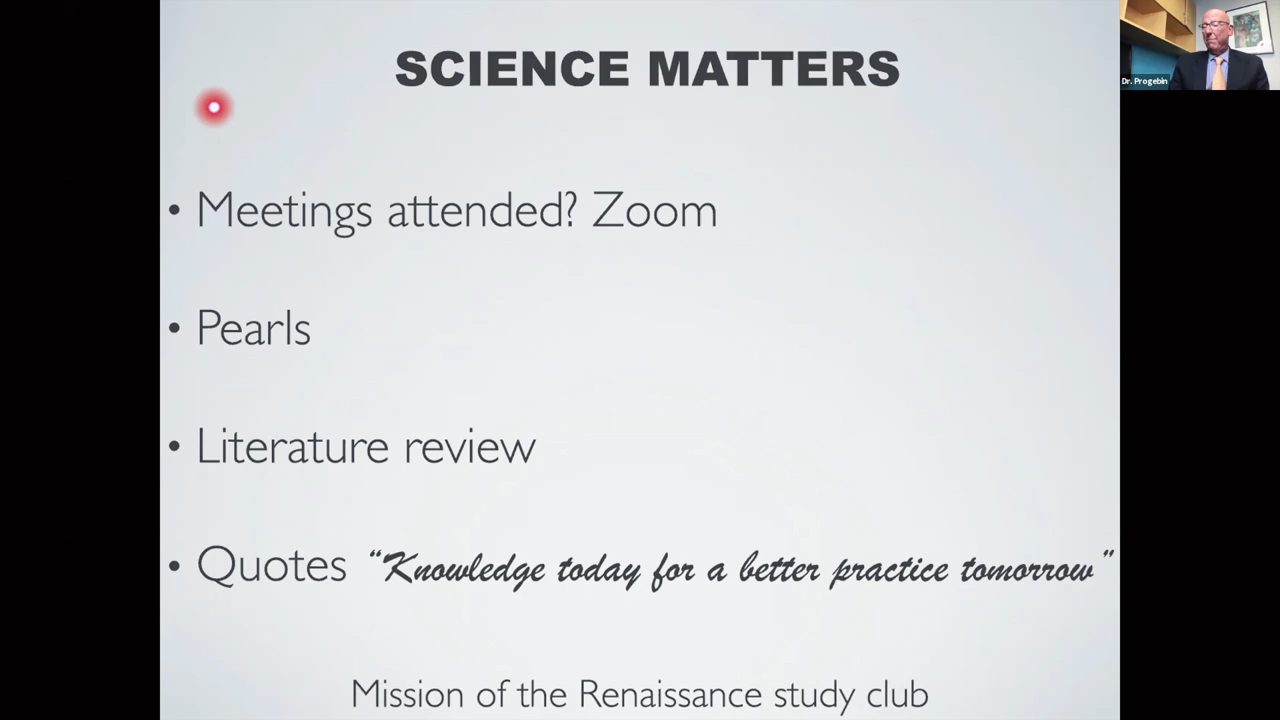 SCIENCE MATTERS
Dr. Progebin
• Meetings attended? Zoom
• Pearls
• Literature review
• Quotes “Knowledge today for a better practice tomorrow”
Mission of the Renaissance study club